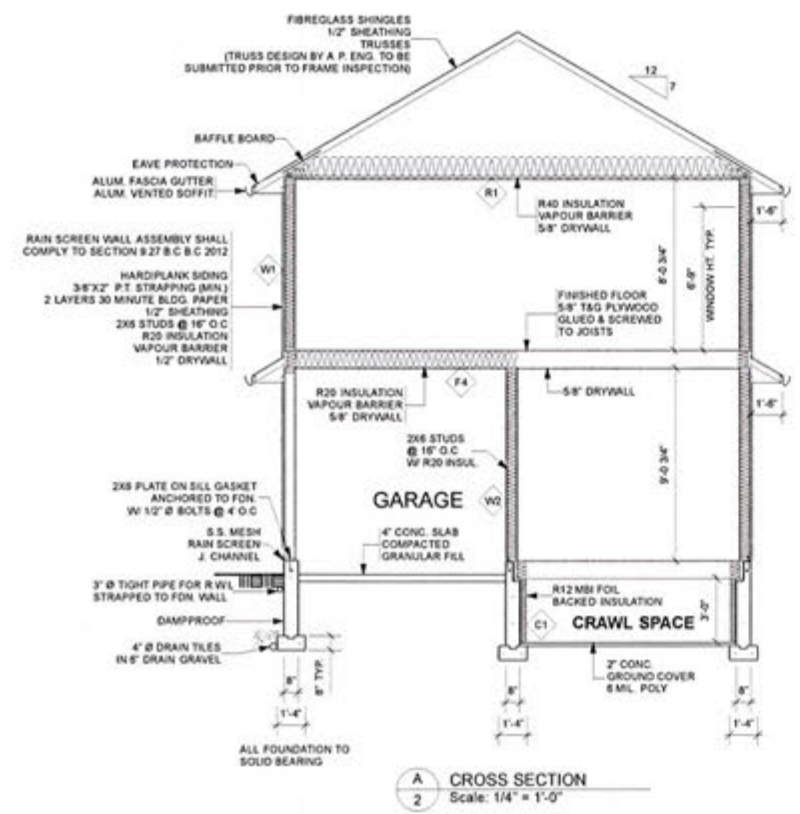 FIBREGLASS SHINGLES
1/2" SHEATHING
TRUSSES
(TRUSS DESIGN BY A P. ENG. TO BE
SUBMITTED PRIOR TO FRAME INSPECTION)
12
7
BAFFLE BOARD
EAVE PROTECTION
ALUM. FASCIA GUTTER
ALUM. VENTED SOFFIT
R1
R40 INSULATION
VAPOUR BARRIER
5/8" DRYWALL
1'-6"
RAIN SCREEN WALL ASSEMBLY SHALL
COMPLY TO SECTION 9.27 B.C B.C 2012
W1
HARDIPLANK SIDING
3/8"X2" P.T. STRAPPING (MIN.)
2 LAYERS 30 MINUTE BLDG. PAPER
1/2" SHEATHING
2X6 STUDS @ 16" O.C
R20 INSULATION
VAPOUR BARRIER
1/2" DRYWALL
8'-0 3/4"
6'-9"
WINDOW HT. TYP.
FINISHED FLOOR
5/8" T&G PLYWOOD
GLUED & SCREWED
TO JOISTS
F4
R20 INSULATION
VAPOUR BARRIER
5/8" DRYWALL
5/8" DRYWALL
1'-6"
2X6 STUDS
@ 16" O.C
W/ R20 INSUL.
9'-0 3/4"
2X6 PLATE ON SILL GASKET
ANCHORED TO FDN.
W/ 1/2" Ø BOLTS @ 4' O.C
GARAGE
W2
S.S. MESH
RAIN SCREEN
J. CHANNEL
4" CONC. SLAB
COMPACTED
GRANULAR FILL
3" Ø TIGHT PIPE FOR R.W.L
STRAPPED TO FDN. WALL
R12 MBI FOIL
BACKED INSULATION
3'-0"
DAMPPROOF
C1
CRAWL SPACE
4" Ø DRAIN TILES
IN 6" DRAIN GRAVEL
8" TYP.
2" CONC.
GROUND COVER
6 MIL. POLY
8"
8"
8"
1'-4"
1'-4"
1'-4"
ALL FOUNDATION TO
SOLID BEARING
A
2
CROSS SECTION
Scale: 1/4" = 1'-0"